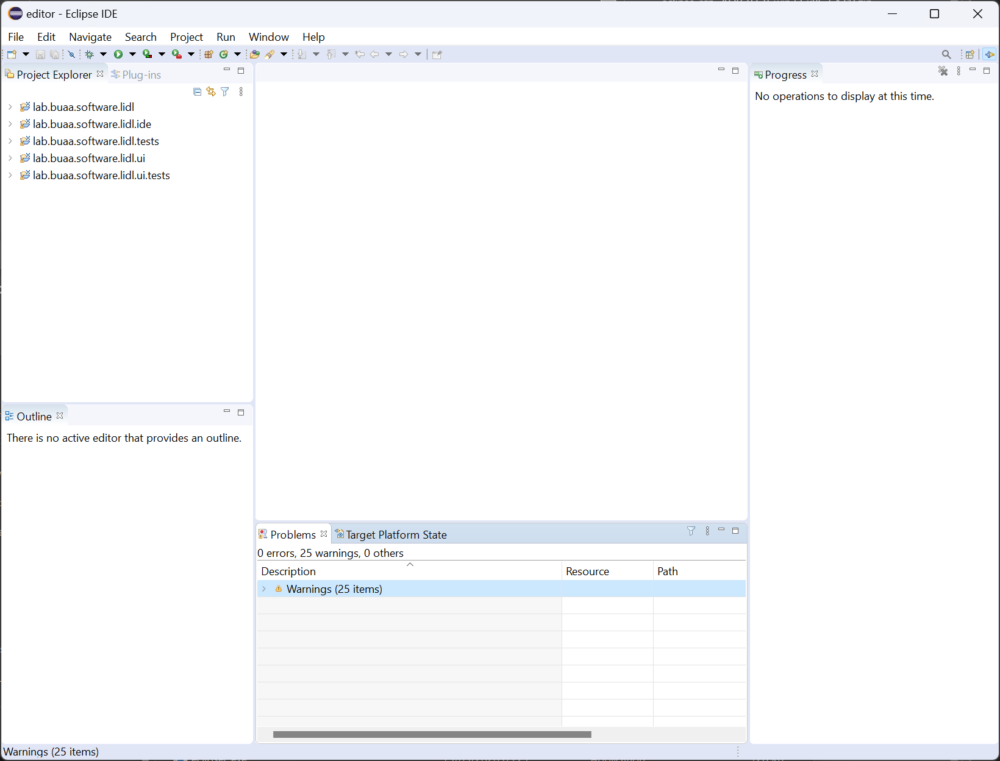 editor - Eclipse IDE
File Edit Navigate Search Project Run Window Help
Project Explorer
Plug-ins
lab.buaa.software.lidl
lab.buaa.software.lidl.ide
lab.buaa.software.lidl.tests
lab.buaa.software.lidl.ui
lab.buaa.software.lidl.ui.tests
Outline
There is no active editor that provides an outline.
Problems
Target Platform State
0 errors, 25 warnings, 0 others
Description Resource Path
Warnings (25 items)
Progress
No operations to display at this time.
Warnings (25 items)